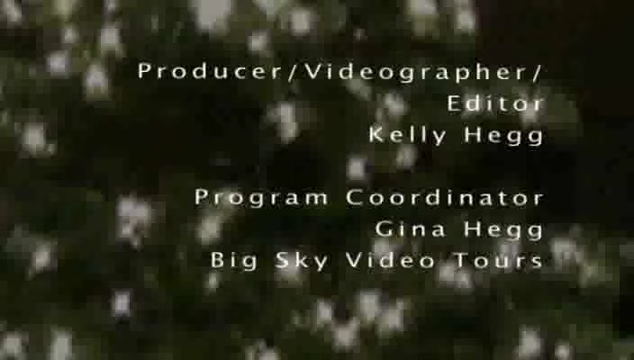 Producer/Videographer/
Editor
Kelly Hegg
Program Coordinator
Gina Hegg
Big Sky Video Tours